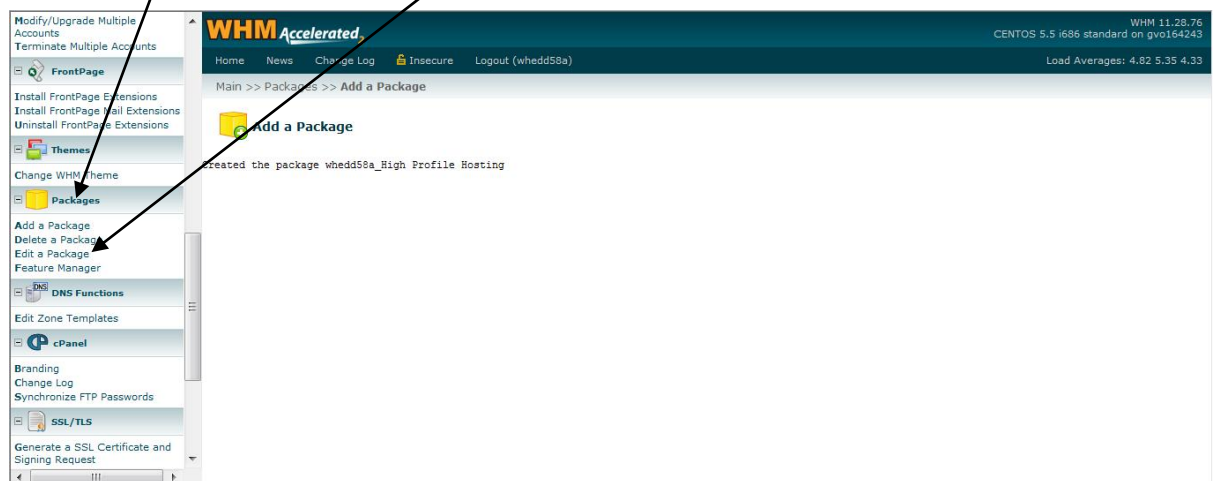 Modify/Upgrade Multiple
Accounts
Terminate Multiple Accounts
FrontPage
Install FrontPage Extensions
Install FrontPage Mail Extensions
Uninstall FrontPage Extensions
Themes
Change WHM Theme
Packages
Add a Package
Delete a Package
Edit a Package
Feature Manager
DNS
DNS Functions
Edit Zone Templates
cPanel
Branding
Change Log
Synchronize FTP Passwords
SSL/TLS
Generate a SSL Certificate and
Signing Request
WHM Accelerated
WHM 11.28.76
CENTOS 5.5 i686 standard on gvo164243
Home News Change Log Insecure Logout (whedd58a)
Load Averages: 4.82 5.35 4.33
Main >> Packages >> Add a Package
Add a Package
Created the package whedd58a_High Profile Hosting